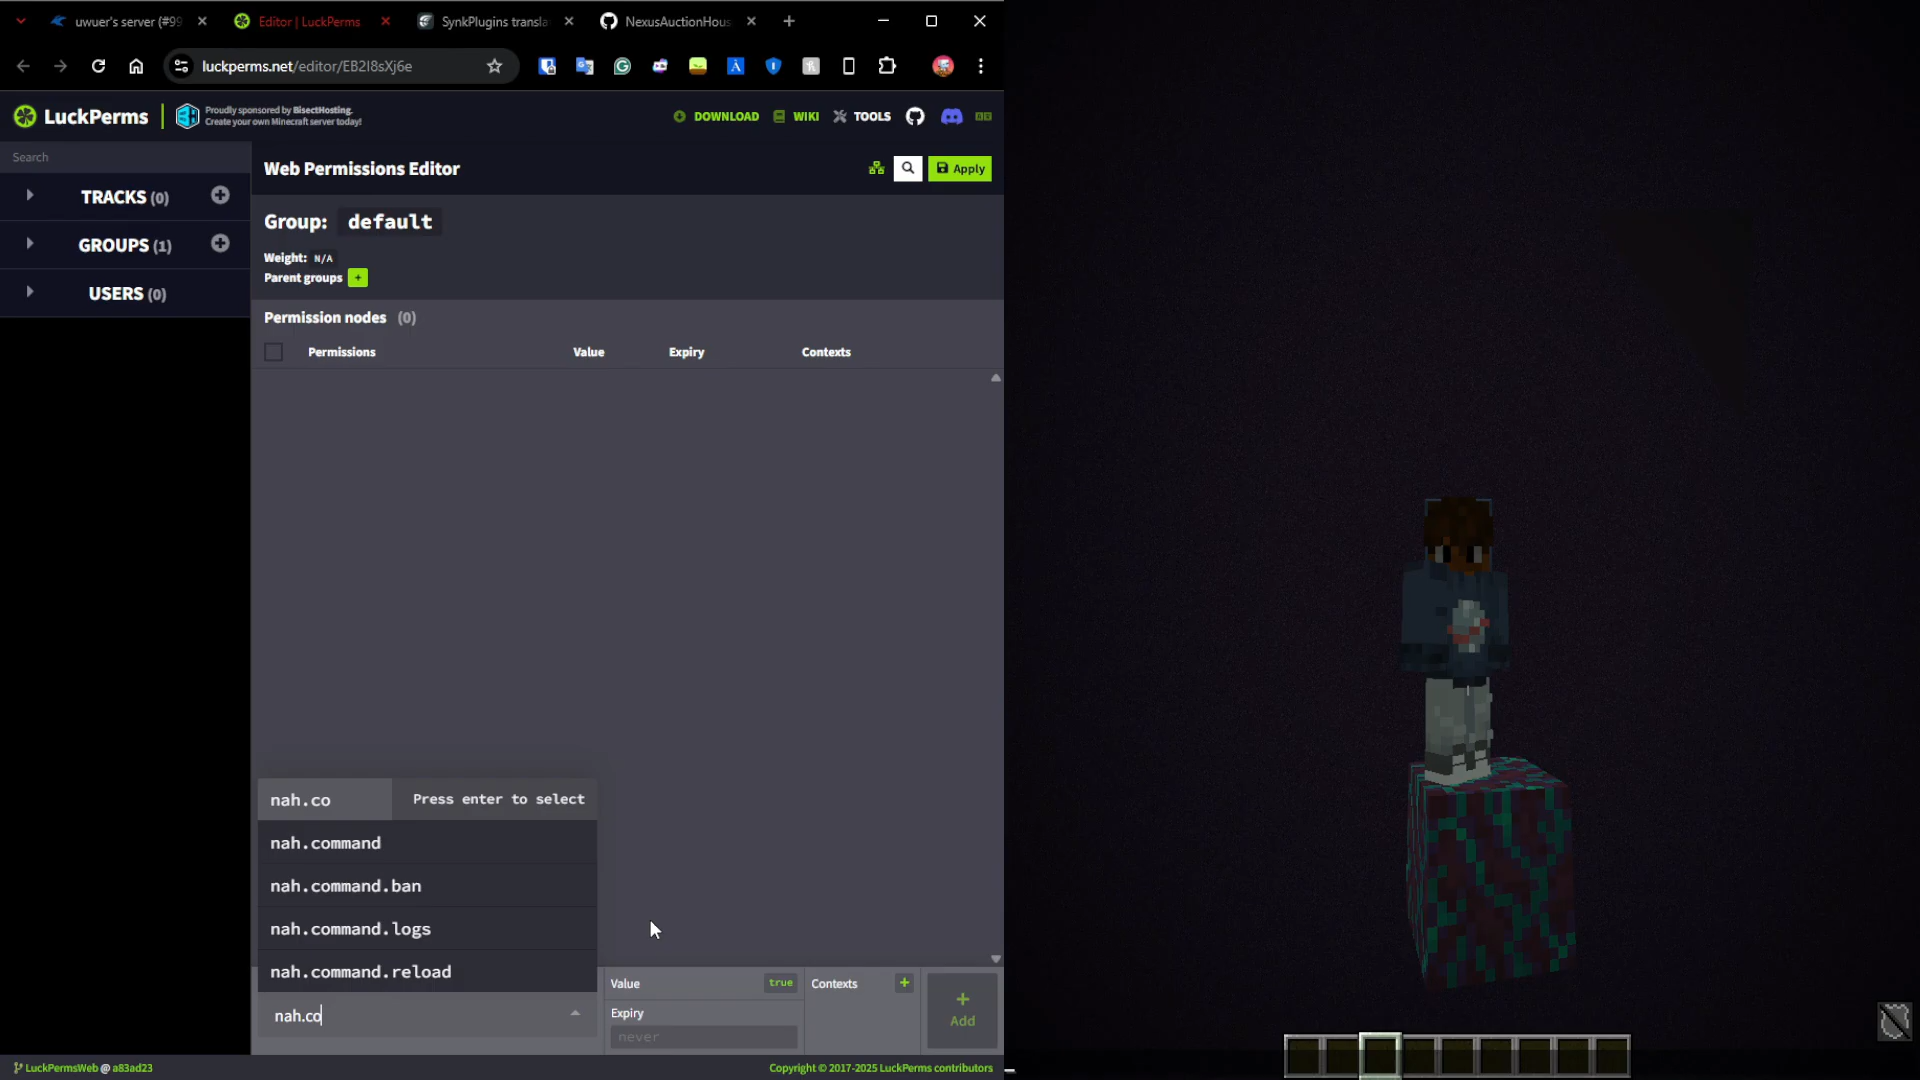 uwuer's server (#99
Editor | LuckPerms
SynkPlugins transla
NexusAuctionHous
luckperms.net/editor/EB2I8sXj6e
LuckPerms
Proudly sponsored by BisectHosting.
Create your own Minecraft server today!
DOWNLOAD
WIKI
TOOLS
Search
TRACKS (0)
GROUPS (1)
USERS (0)
Web Permissions Editor
Apply
Group: default
Weight: N/A
Parent groups +
Permission nodes (0)
Permissions
Value
Expiry
Contexts
nah.co
Press enter to select
nah.command
nah.command.ban
nah.command.logs
nah.command.reload
nah.co
Value
true
Expiry
never
Contexts
+
+
Add
LuckPermsWeb @ a83ad23
Copyright © 2017-2025 LuckPerms contributors